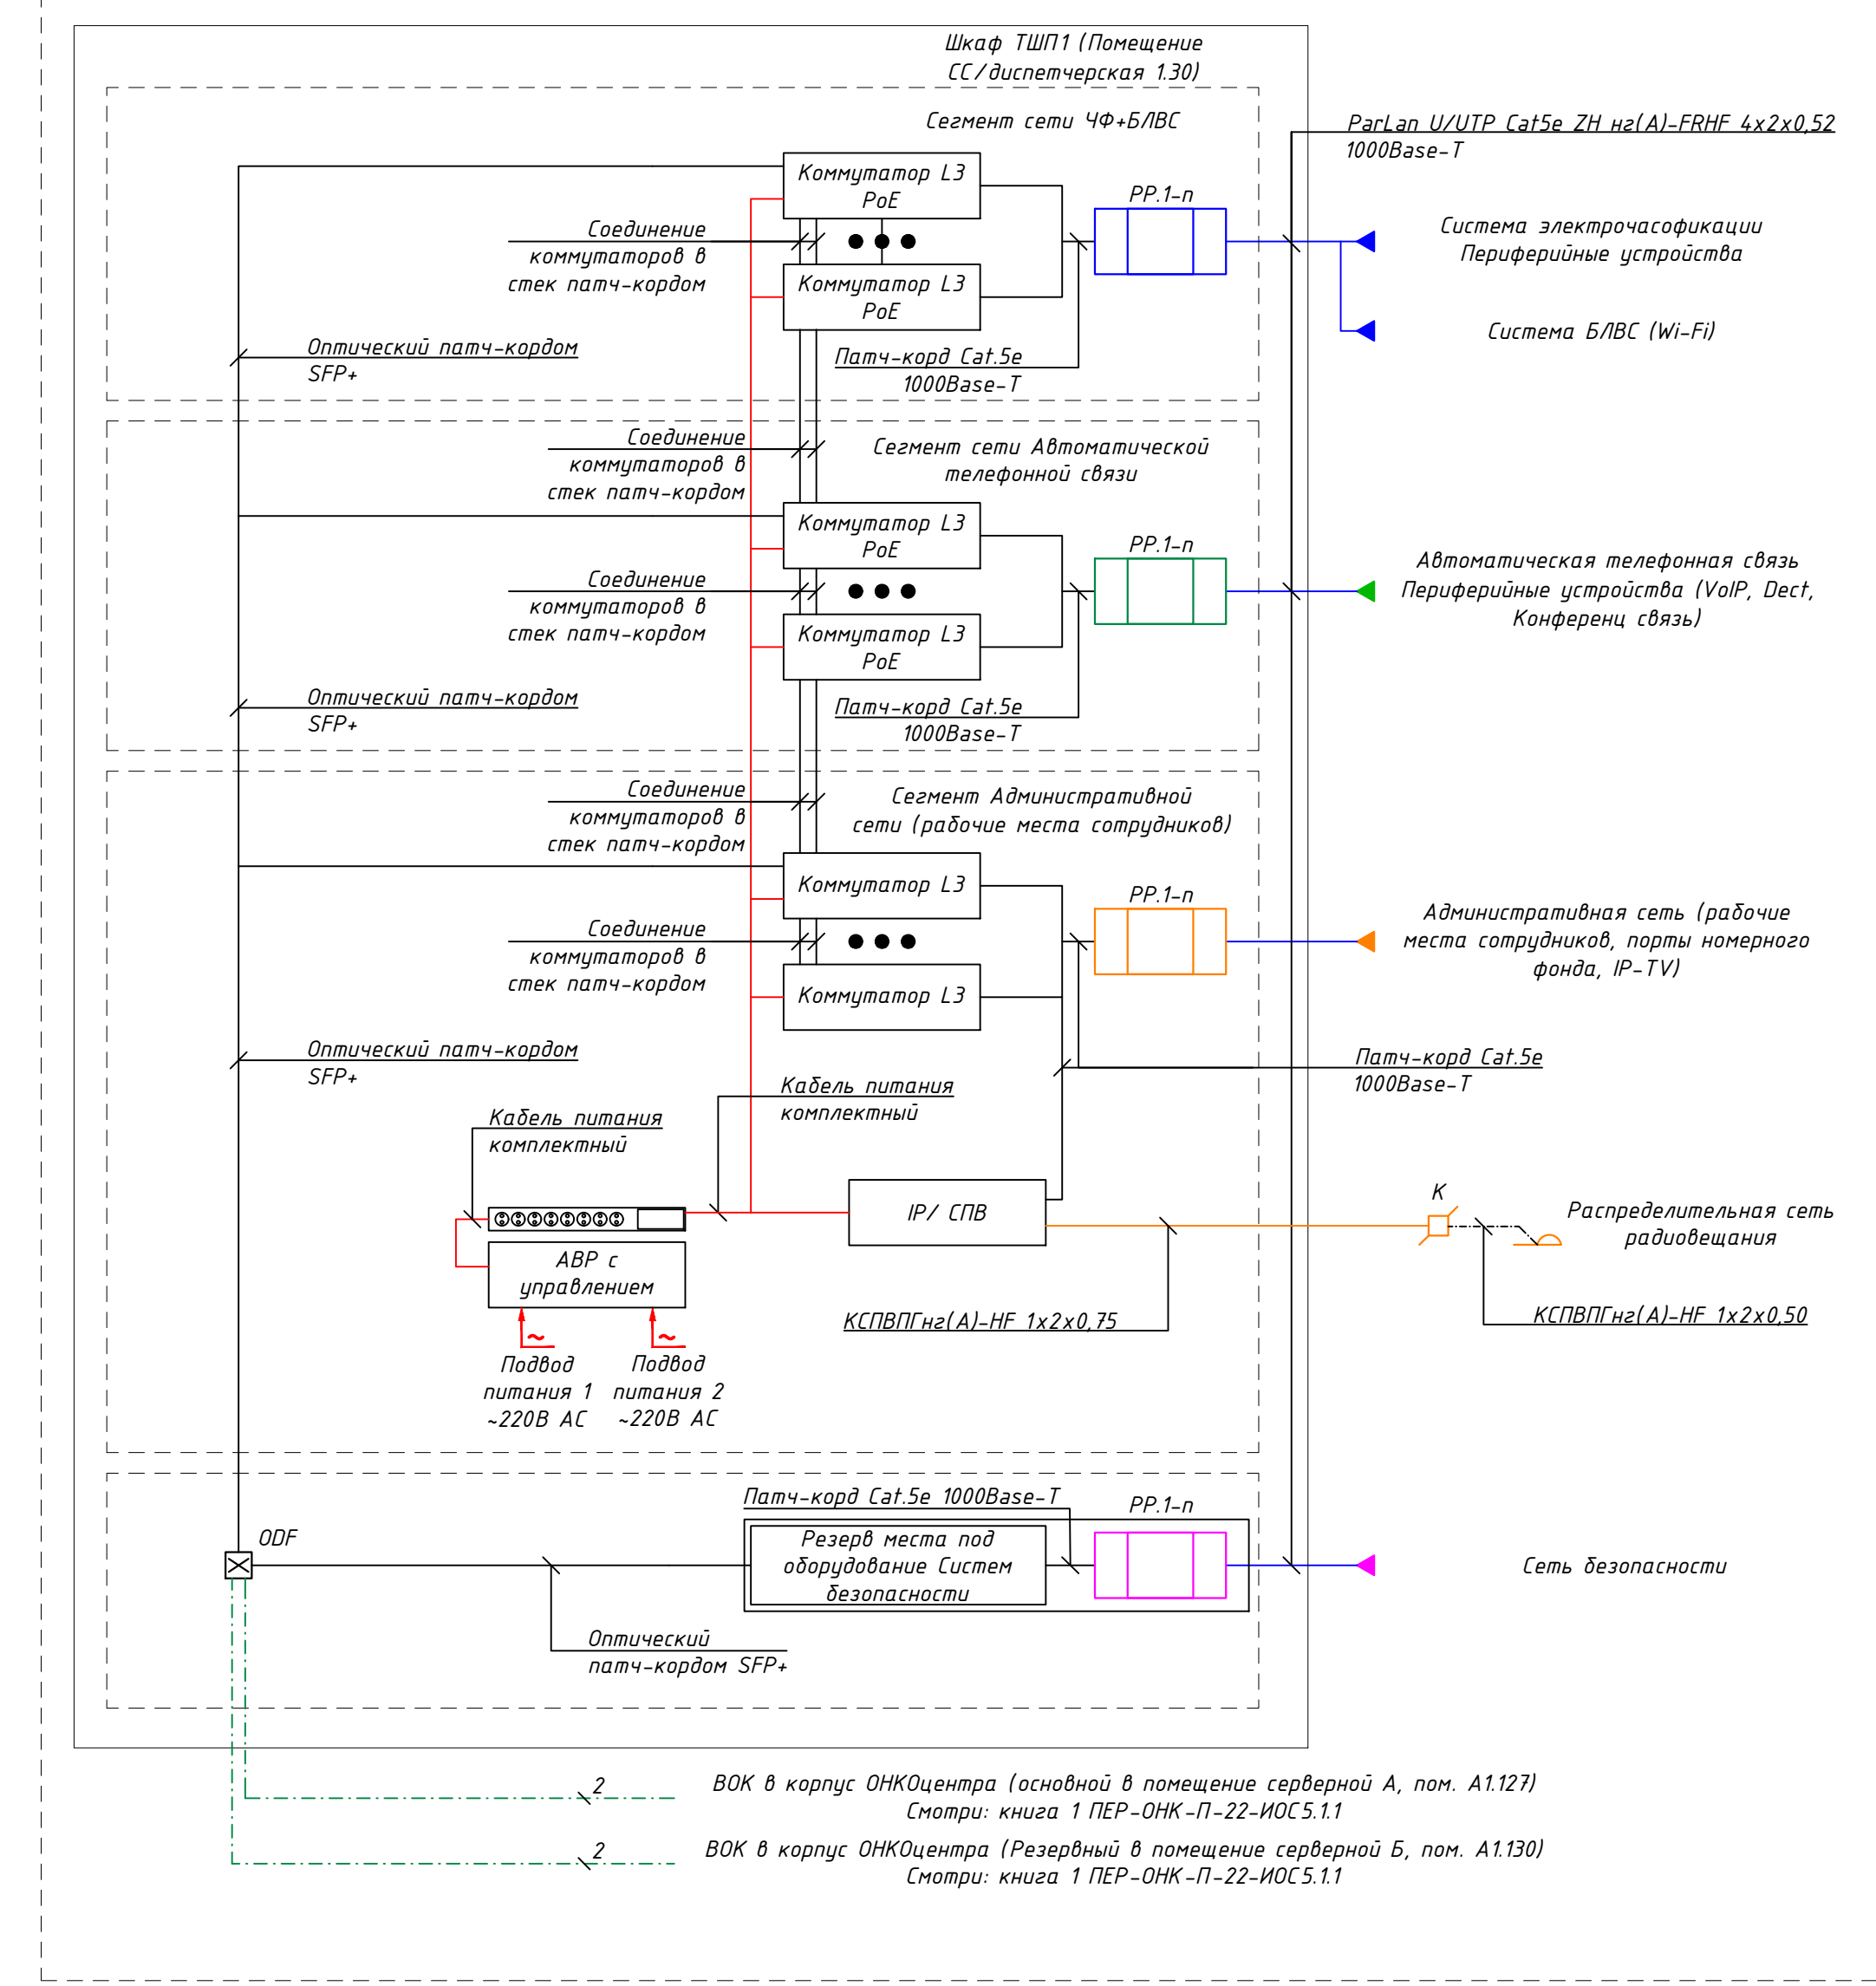 Шкаф ТШП1 (Помещение
СС/диспетчерская 1.30)
Сегмент сети ЧФ+БЛВС
ParLan U/UTP Cat5e ZH нг(А)-FRHF 4x2x0,52
1000Base-T
Коммутатор L3
PoE
PP.1-n
Соединение
коммутаторов в
стек патч-кордом
Система электрочасофикации
Периферийные устройства
Коммутатор L3
PoE
Система БЛВС (Wi-Fi)
Оптический патч-кордом
SFP+
Патч-корд Cat.5e
1000Base-T
Соединение
коммутаторов в
стек патч-кордом
Сегмент сети Автоматической
телефонной связи
Коммутатор L3
PoE
PP.1-n
Соединение
коммутаторов в
стек патч-кордом
Автоматическая телефонная связь
Периферийные устройства (VoIP, Dect,
Конференц связь)
Коммутатор L3
PoE
Оптический патч-кордом
SFP+
Патч-корд Cat.5e
1000Base-T
Соединение
коммутаторов в
стек патч-кордом
Сегмент Административной
сети (рабочие места сотрудников)
Коммутатор L3
PP.1-n
Соединение
коммутаторов в
стек патч-кордом
Административная сеть (рабочие
места сотрудников, порты номерного
фонда, IP-TV)
Коммутатор L3
Оптический патч-кордом
SFP+
Патч-корд Cat.5e
1000Base-T
Кабель питания
комплектный
Кабель питания
комплектный
IP/ СПВ
К
Распределительная сеть
радиовещания
АВР с
управлением
КСПВПГнг(А)-HF 1x2x0,75
КСПВПГнг(А)-HF 1x2x0,50
~
~
Подвод
питания 1
~220В АС
Подвод
питания 2
~220В АС
Патч-корд Cat.5e 1000Base-T
PP.1-n
ODF
Резерв места под
оборудование Систем
безопасности
Сеть безопасности
Оптический
патч-кордом SFP+
2
ВОК в корпус ОНКОцентра (основной в помещение серверной А, пом. А1.127)
Смотри: книга 1 ПЕР-ОНК-П-22-ИОС5.1.1
2
ВОК в корпус ОНКОцентра (Резервный в помещение серверной Б, пом. А1.130)
Смотри: книга 1 ПЕР-ОНК-П-22-ИОС5.1.1